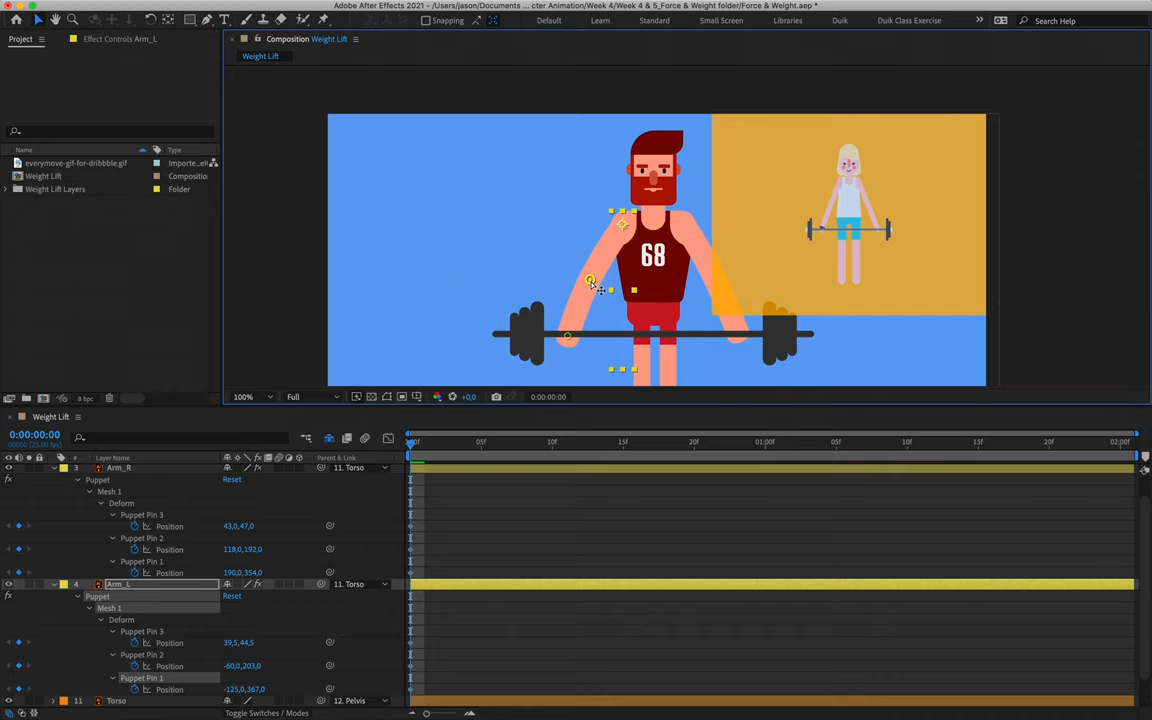 Adobe After Effects 2021 - /Users/jason/Documents ... cter Animation/Week 4/Week 4 & 5_Force & Weight folder/Force & Weight.aep *
Snapping
Default
Learn
Standard
Small Screen
Libraries
Duik
Duik Class Exercise
Search Help
Project
Effect Controls Arm_L
Composition Weight Lift
Weight Lift
Name
Type
everymove-gif-for-dribbble.gif
Importe...
Weight Lift
Compositio
Weight Lift Layers
Folder
68
8 bpc
100%
Full
+0,0
0:00:00:00
Weight Lift
0:00:00:00
00000 (25.00 fps)
#
Layer Name
Parent & Link
05f
10f
15f
20f
01:00f
05f
10f
15f
20f
02:00f
3
Arm_R
11. Torso
Puppet
Reset
Mesh 1
Deform
Puppet Pin 3
Position
43,0,47,0
Puppet Pin 2
Position
118,0,192,0
Puppet Pin 1
Position
190,0,354,0
4
Arm_L
11. Torso
Puppet
Reset
Mesh 1
Deform
Puppet Pin 3
Position
39,5,44,5
Puppet Pin 2
Position
-60,0,203,0
Puppet Pin 1
Position
-125,0,367,0
11
Torso
12. Pelvis
Toggle Switches / Modes